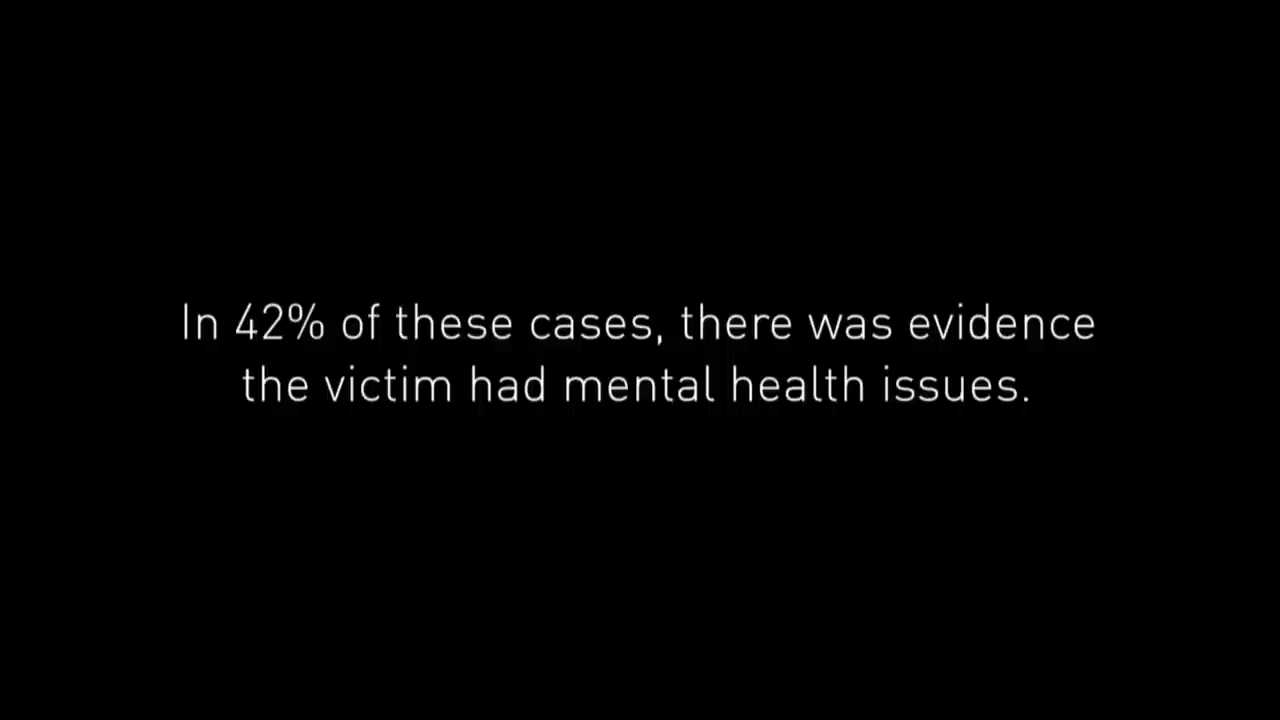 In 42% of these cases, there was evidence
the victim had mental health issues.